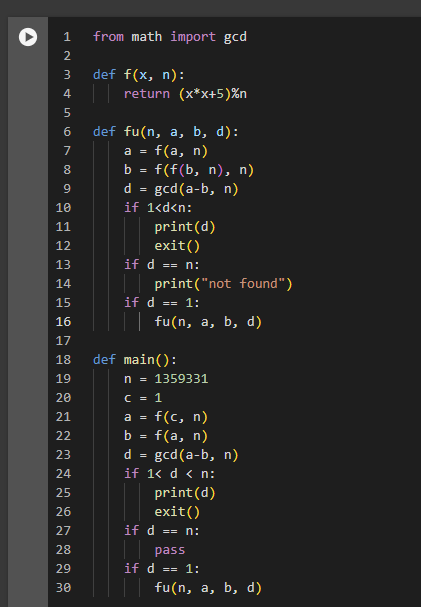 1 from math import gcd
2
3 def f(x, n):
4 return (x*x+5)%n
5
6 def fu(n, a, b, d):
7 a = f(a, n)
8 b = f(f(b, n), n)
9 d = gcd(a-b, n)
10 if 1<d<n:
11 print(d)
12 exit()
13 if d == n:
14 print("not found")
15 if d == 1:
16 fu(n, a, b, d)
17
18 def main():
19 n = 1359331
20 c = 1
21 a = f(c, n)
22 b = f(a, n)
23 d = gcd(a-b, n)
24 if 1< d < n:
25 print(d)
26 exit()
27 if d == n:
28 pass
29 if d == 1:
30 fu(n, a, b, d)